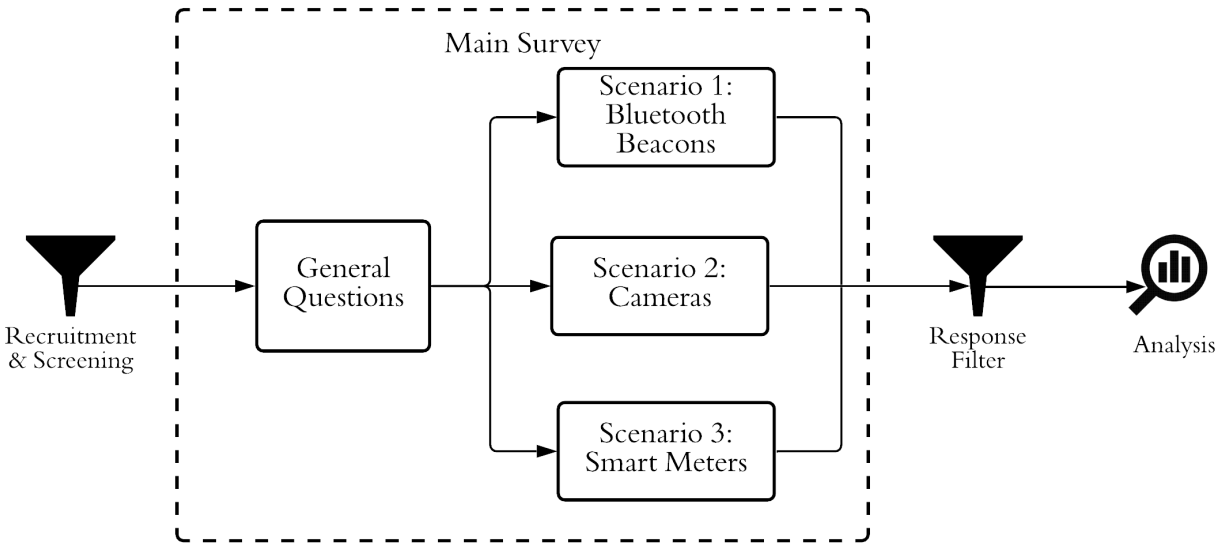 Main Survey
Scenario 1:
Bluetooth
Beacons
General
Questions
Scenario 2:
Cameras
Scenario 3:
Smart Meters
Recruitment
& Screening
Response
Filter
Analysis